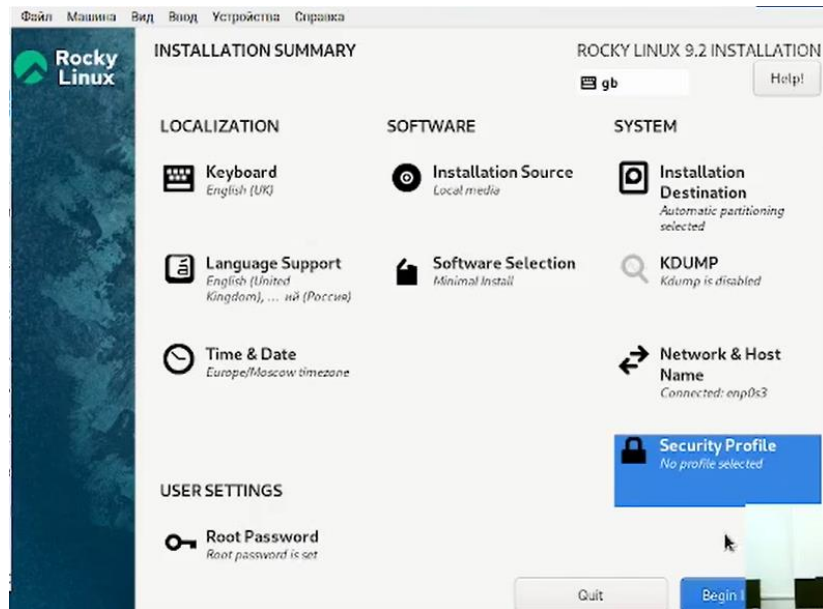 Файл Машина Вид Ввод Устройства Справка
Rocky
Linux
INSTALLATION SUMMARY
ROCKY LINUX 9.2 INSTALLATION
gb
Help!
LOCALIZATION
SOFTWARE
SYSTEM
Keyboard
English (UK)
Installation Source
Local media
Installation
Destination
Automatic partitioning
selected
Language Support
English (United
Kingdom), ... ий (Россия)
Software Selection
Minimal Install
KDUMP
Kdump is disabled
Time & Date
Europe/Moscow timezone
Network & Host
Name
Connected: enp0s3
Security Profile
No profile selected
USER SETTINGS
Root Password
Root password is set
Quit
Begin